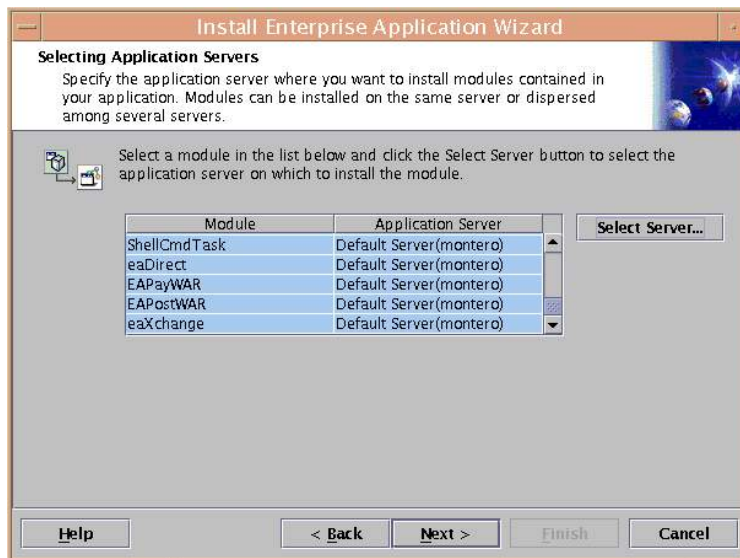 Install Enterprise Application Wizard
Selecting Application Servers
Specify the application server where you want to install modules contained in
your application. Modules can be installed on the same server or dispersed
among several servers.
Select a module in the list below and click the Select Server button to select the
application server on which to install the module.
Module Application Server
Select Server...
ShellCmdTask Default Server(montero)
eaDirect Default Server(montero)
EAPayWAR Default Server(montero)
EAPostWAR Default Server(montero)
eaXchange Default Server(montero)
Help < Back Next > Finish Cancel